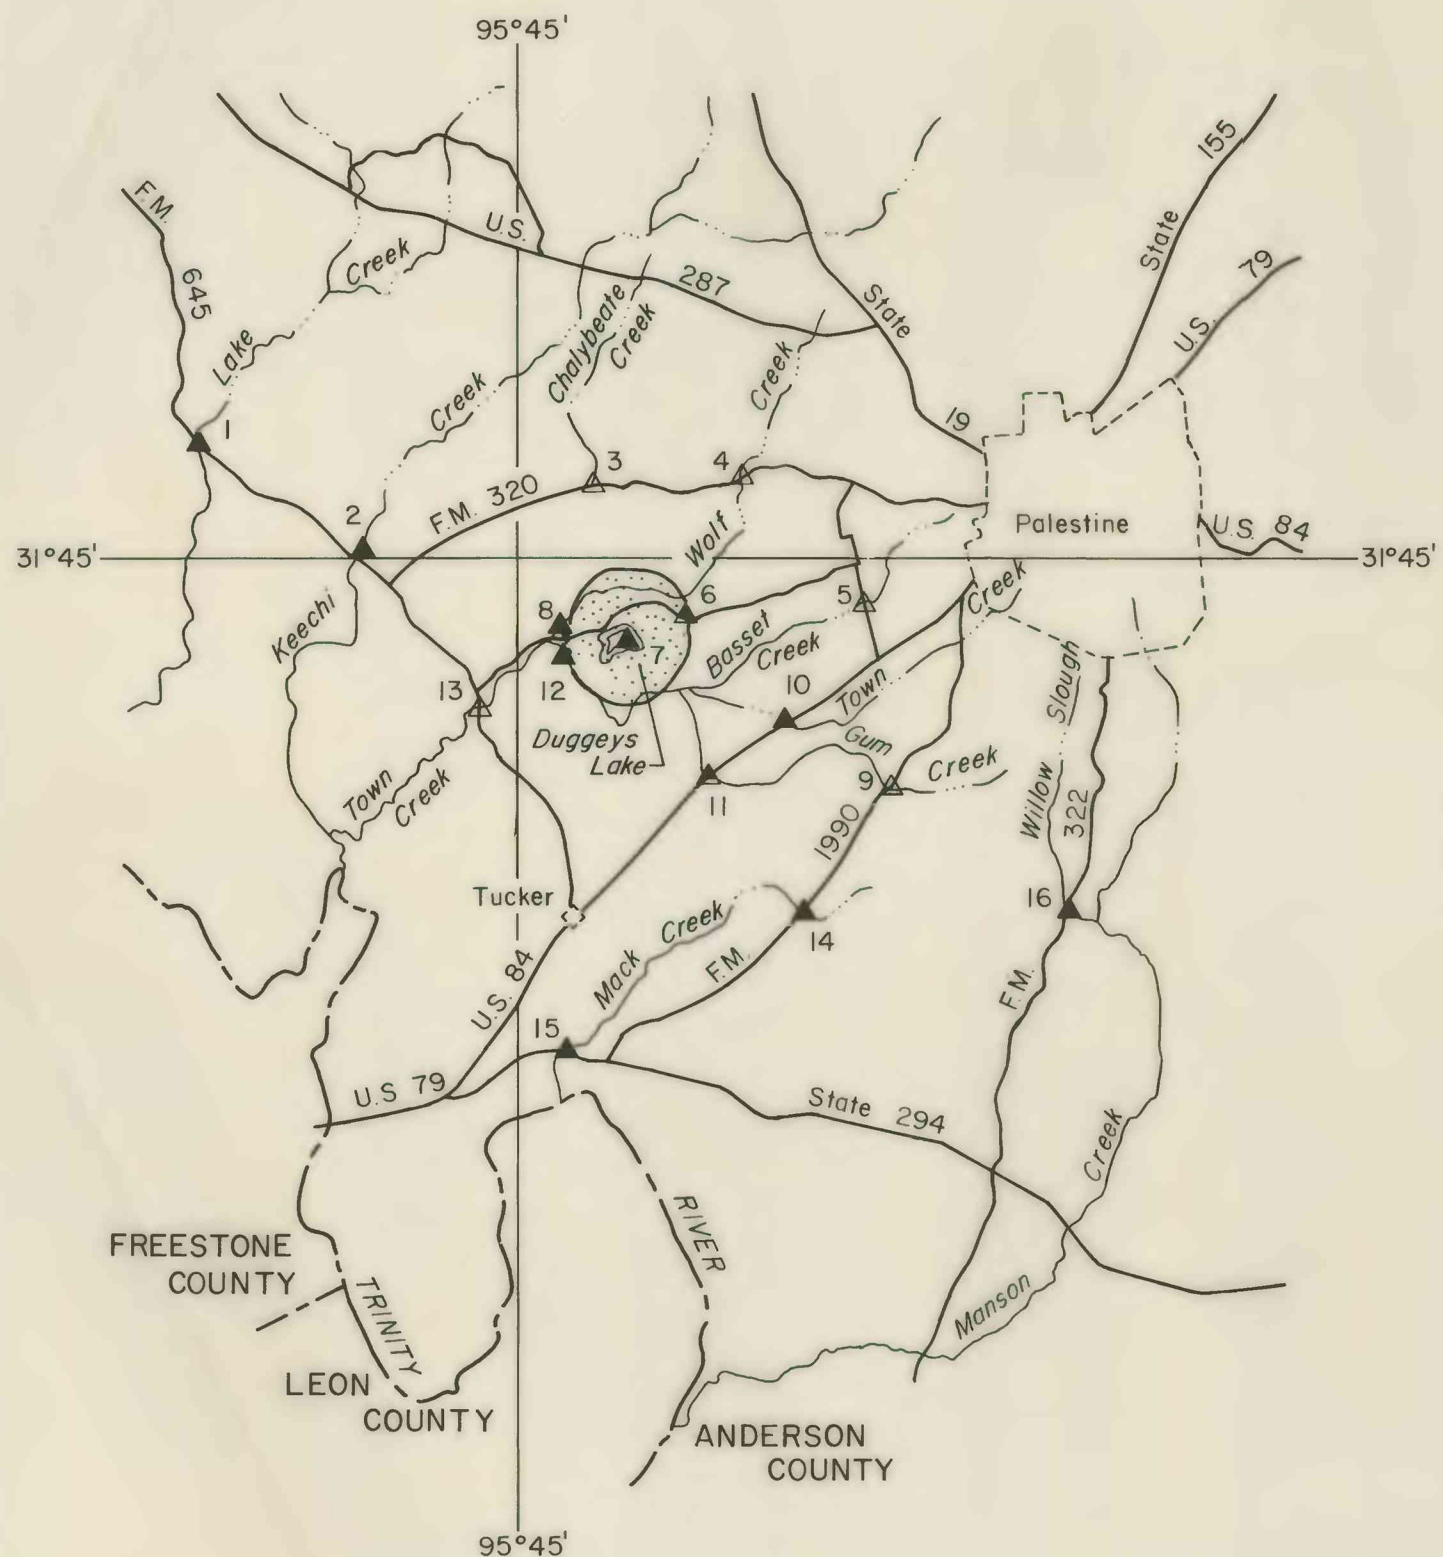 95°45'
F.M.
645
U.S.
287
Creek
Lake
State
155
State
19
U.S.
79
Chalybeate
Creek
Creek
Creek
1
2
3
4
F.M. 320
Palestine
U.S. 84
31°45'
31°45'
Wolf
Keechi
8
6
5
7
Basset
Creek
Creek
12
13
10
Town
Duggeys
Lake
Gum
Creek
9
11
Town
Creek
Willow Slough
322
1990
Tucker
16
14
Mack Creek
F.M.
F.M.
U.S. 84
15
U.S 79
State 294
Creek
Manson
RIVER
TRINITY
FREESTONE
COUNTY
LEON
COUNTY
ANDERSON
COUNTY
95°45'